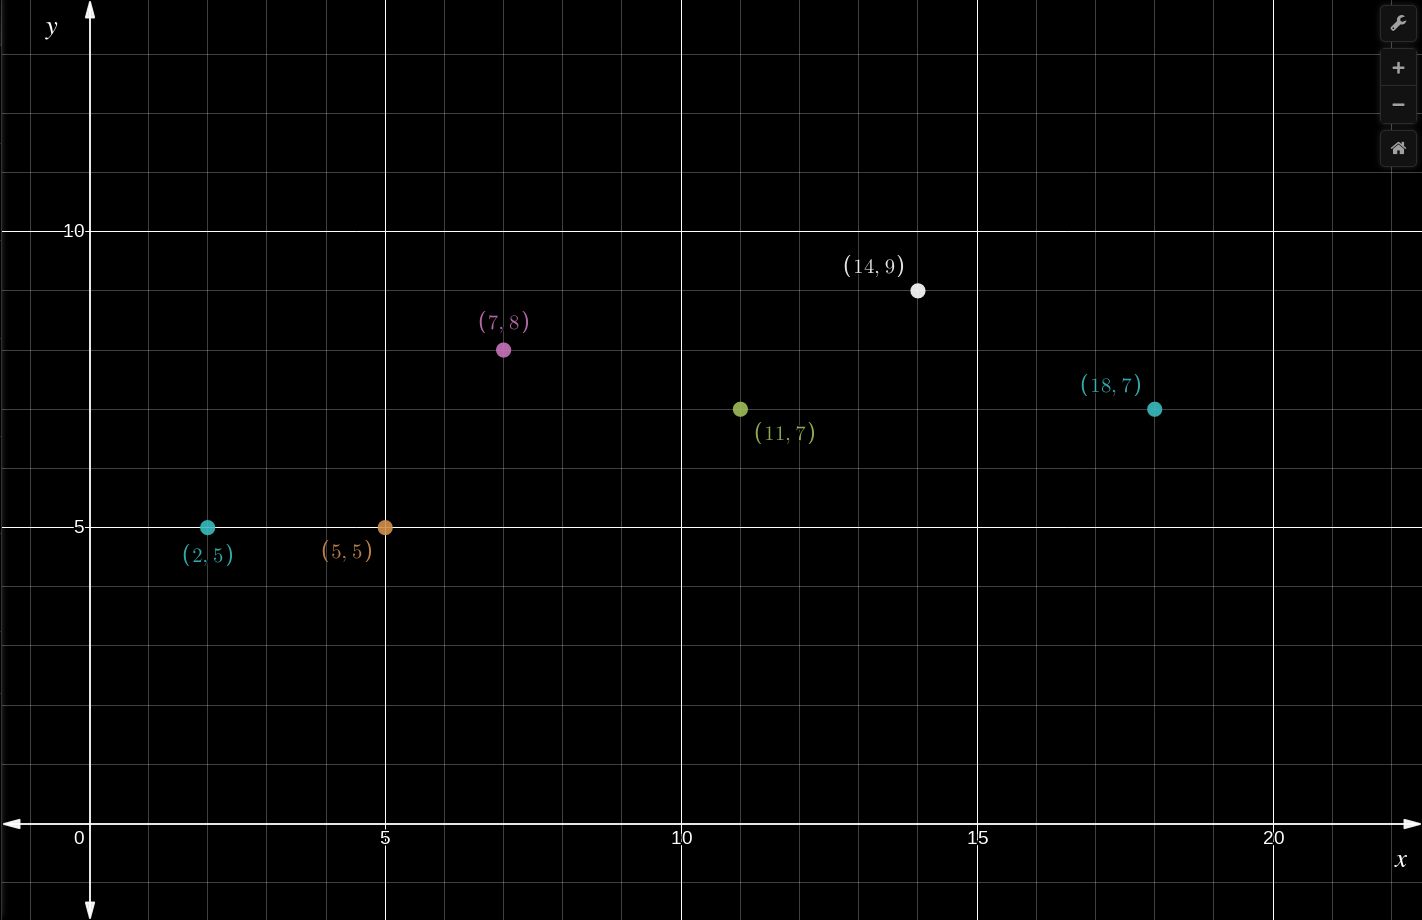 y
10
(14, 9)
(7, 8)
(18, 7)
(11, 7)
5
(2, 5)
(5, 5)
0 5 10 15 20
x